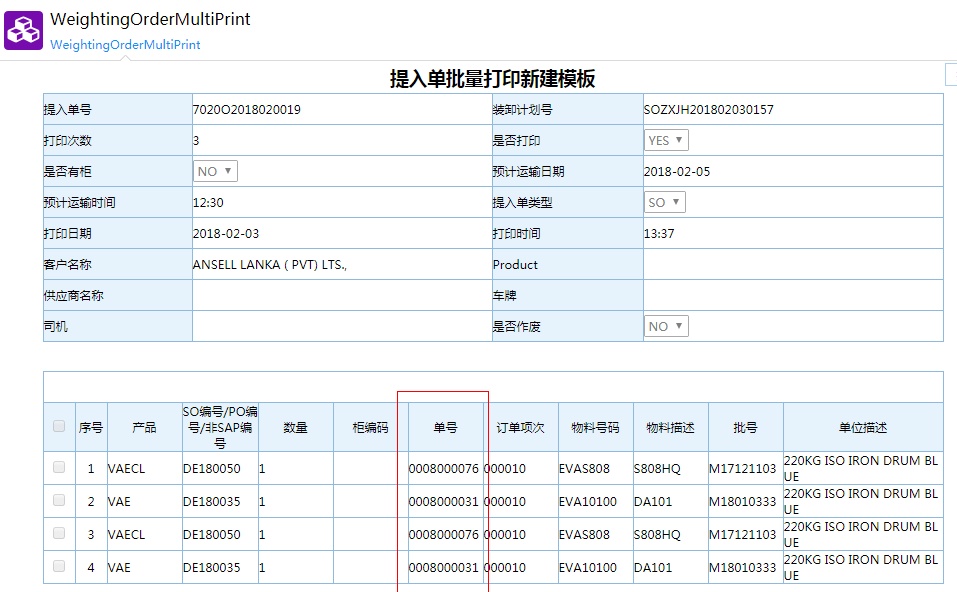 WeightingOrderMultiPrint
WeightingOrderMultiPrint
提入单批量打印新建模板
提入单号 7020O2018020019 装卸计划号 SOZXJH201802030157
打印次数 3 是否打印 YES
是否有柜 NO 预计运输日期 2018-02-05
预计运输时间 12:30 提入单类型 SO
打印日期 2018-02-03 打印时间 13:37
客户名称 ANSELL LANKA ( PVT) LTS., Product
供应商名称 车牌
司机 是否作废 NO
序号 产品 SO编号/PO编号/非SAP编号 数量 柜编码 单号 订单项次 物料号码 物料描述 批号 单位描述
1 VAECL DE180050 1 0008000076 000010 EVAS808 S808HQ M17121103 220KG ISO IRON DRUM BLUE
2 VAE DE180035 1 0008000031 000010 EVA10100 DA101 M18010333 220KG ISO IRON DRUM BLUE
3 VAECL DE180050 1 0008000076 000010 EVAS808 S808HQ M17121103 220KG ISO IRON DRUM BLUE
4 VAE DE180035 1 0008000031 000010 EVA10100 DA101 M18010333 220KG ISO IRON DRUM BLUE